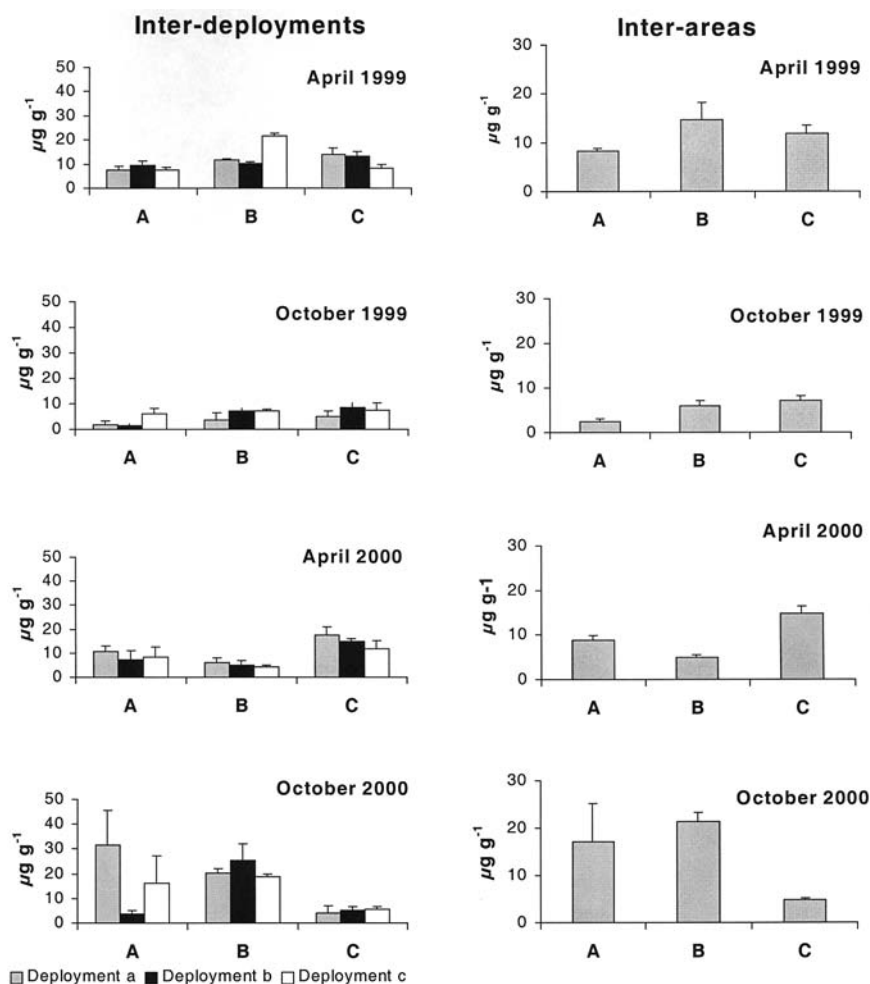 Inter-deployments
Inter-areas
April 1999
µg g-1
50
40
30
20
10
0
A B C
April 1999
µg g-1
30
20
10
0
A B C
October 1999
µg g-1
50
40
30
20
10
0
A B C
October 1999
µg g-1
30
20
10
0
A B C
April 2000
µg g-1
50
40
30
20
10
0
A B C
April 2000
µg g-1
30
20
10
0
A B C
October 2000
µg g-1
50
40
30
20
10
0
A B C
October 2000
µg g-1
30
20
10
0
A B C
Deployment a Deployment b Deployment c